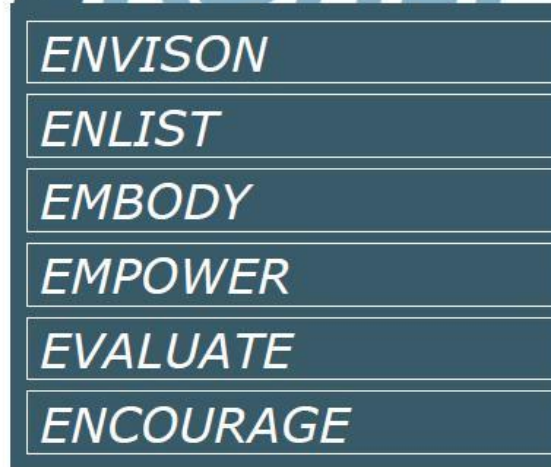 ENVISON
ENLIST
EMBODY
EMPOWER
EVALUATE
ENCOURAGE